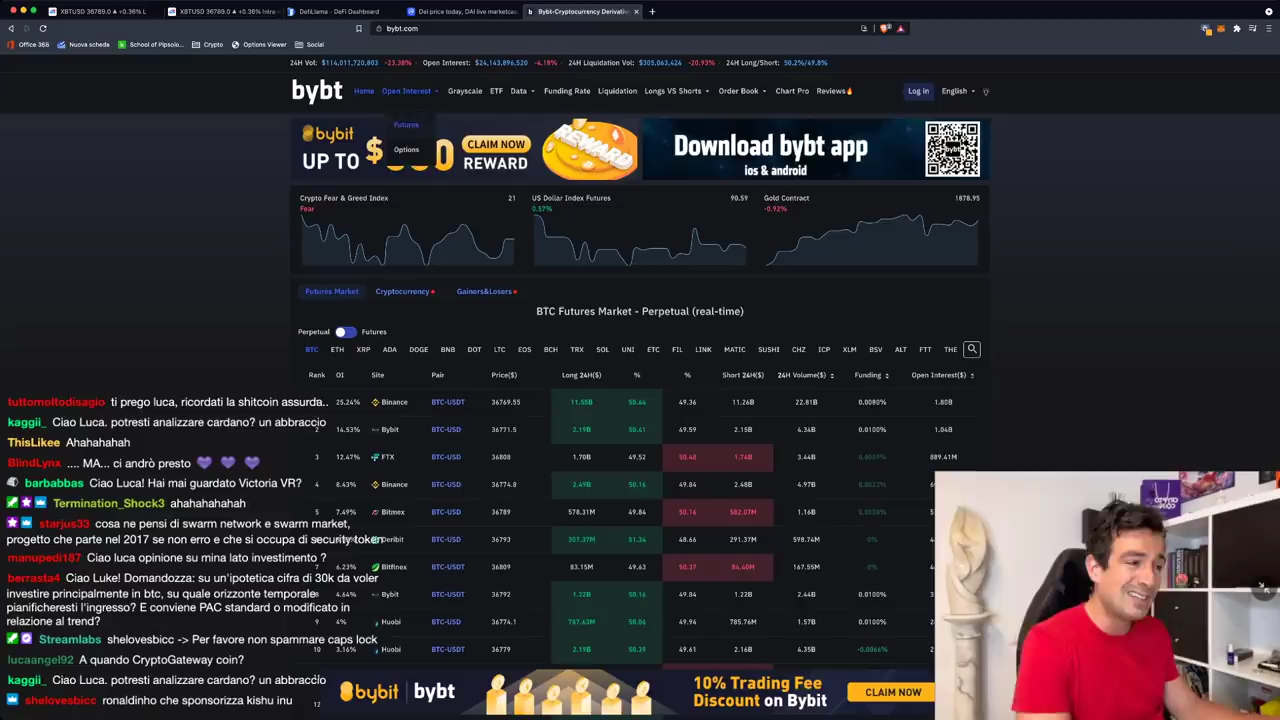 XBTUSD 36789.0 ▲ +0.36% L
XBTUSD 36789.0 ▲ +0.36% Intra
DefiLlama - DeFi Dashboard
Dai price today, DAI live marketcap
Bybt-Cryptocurrency Derivativ
bybt.com
Office 365
Nuova scheda
Crypto
Options Viewer
Social
24H Vol: $114,011,720,803 -23.38%
Open Interest: $24,143,896,520 -4.18%
24H Liquidation Vol: $305,063,424 -20.93%
24H Long/Short: 50.2%/49.8%
bybt
Home Open Interest Grayscale ETF Data Funding Rate Liquidation Longs VS Shorts Order Book Chart Pro Reviews
Log in
English
Futures
Options
bybit
UP TO $
CLAIM NOW
REWARD
REWARD
Download bybt app
ios & android
bybt
Crypto Fear & Greed Index 21
Fear
US Dollar Index Futures 90.59
0.57%
Gold Contract 1878.95
-0.92%
Futures Market Cryptocurrency Gainers&Losers
BTC Futures Market - Perpetual (real-time)
Perpetual Futures
BTC ETH XRP ADA DOGE BNB DOT LTC EOS BCH TRX SOL UNI ETC FIL LINK MATIC SUSHI CHZ ICP XLM BSV ALT FTT THE
Rank OI Site Pair Price($) Long 24H($) % % Short 24H($) 24H Volume($) Funding Open Interest($)
25.24% Binance BTC-USDT 36769.55 11.55B 50.64 49.36 11.26B 22.81B 0.0080% 1.80B
2 14.53% Bybit BTC-USD 36771.5 2.19B 50.41 49.59 2.15B 4.34B 0.0100% 1.04B
3 12.47% FTX BTC-USD 36808 1.70B 49.52 50.48 1.74B 3.44B 0.0009% 889.41M
4 8.43% Binance BTC-USD 36774.8 2.49B 50.16 49.84 2.48B 4.97B 0.0022%
7.49% Bitmex BTC-USD 36789 578.31M 49.84 50.16 582.07M 1.16B
Deribit BTC-USD 36793 307.37M 51.34 48.66 291.37M 598.74M 0%
6.23% Bitfinex BTC-USD 36809 83.15M 49.63 50.37 84.40M 167.55M 0%
4.64% Bybit BTC-USDT 36792 1.22B 50.16 49.84 1.22B 2.44B 0.0100%
9 4% Huobi BTC-USD 36774.1 787.63M 50.06 49.94 785.76M 1.57B 0.0100%
10 3.16% Huobi BTC-USDT 36779 2.19B 50.39 49.61 2.16B 4.35B -0.0066%
12
tuttomoltodisagio ti prego luca, ricordati la shitcoin assurda..
kaggii_ Ciao Luca. potresti analizzare cardano? un abbraccio
ThisLikee Ahahahahah
BlindLynx .... MA... ci andrò presto 💜 💜 💜
barbabbas Ciao Luca! Hai mai guardato Victoria VR?
Termination_Shock3 ahahahahah
starjus33 cosa ne pensi di swarm network e swarm market,
progetto che parte nel 2017 se non erro e che si occupa di security token
manupedi187 Ciao luca opinione su mina lato investimento ?
berrasta4 Ciao Luke! Domandozza: su un'ipotetica cifra di 30k da voler
investire principalmente in btc, su quale orizzonte temporale
pianificheresti l'ingresso? E conviene PAC standard o modificato in
relazione al trend?
Streamlabs shelovesbicc -> Per favore non spammare caps lock
lucaangel92 A quando CryptoGateway coin?
kaggii_ Ciao Luca. potresti analizzare cardano? un abbraccio
shelovesbicc ronaldinho che sponsorizza kishu inu
bybit bybt
10% Trading Fee
Discount on Bybit
CLAIM NOW